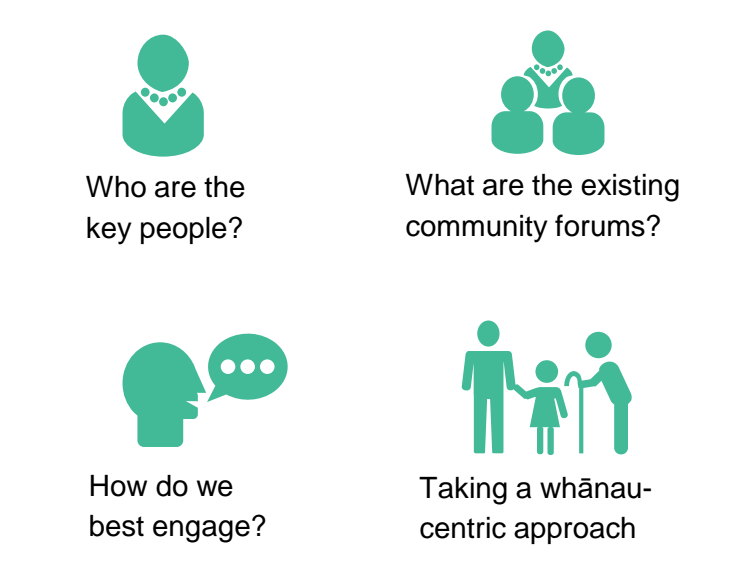 Who are the
key people?
What are the existing
community forums?
How do we
best engage?
Taking a whānau-
centric approach